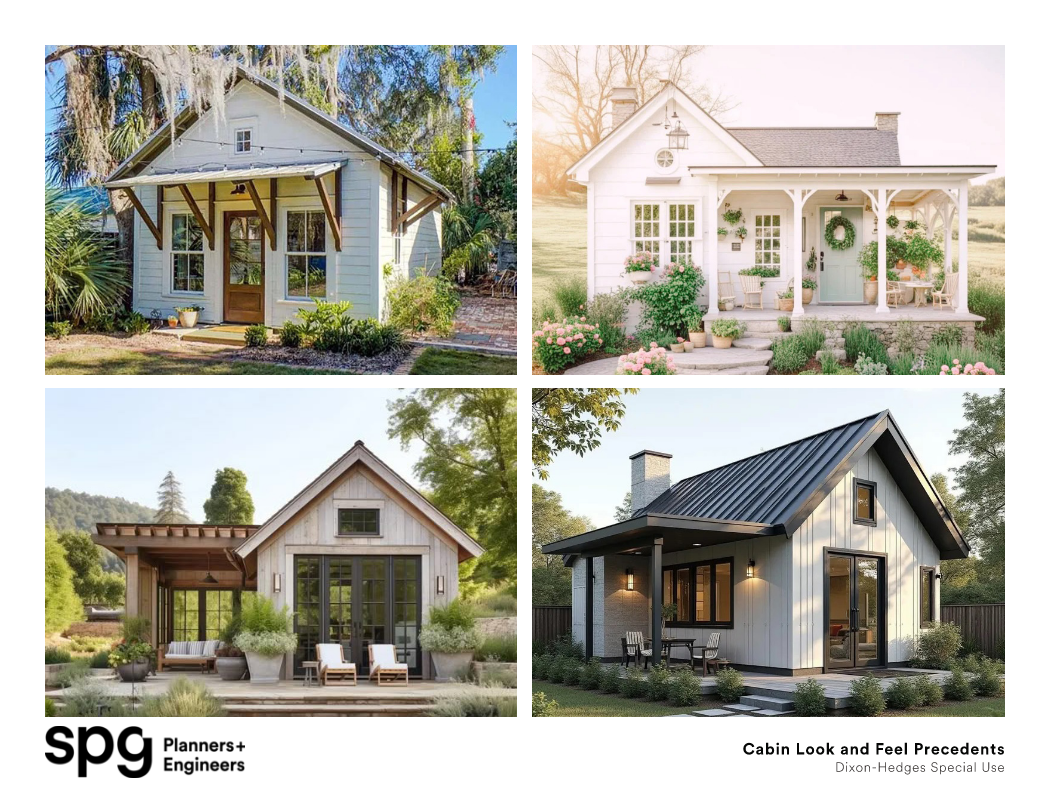 spg Planners+
Engineers
Cabin Look and Feel Precedents
Dixon-Hedges Special Use